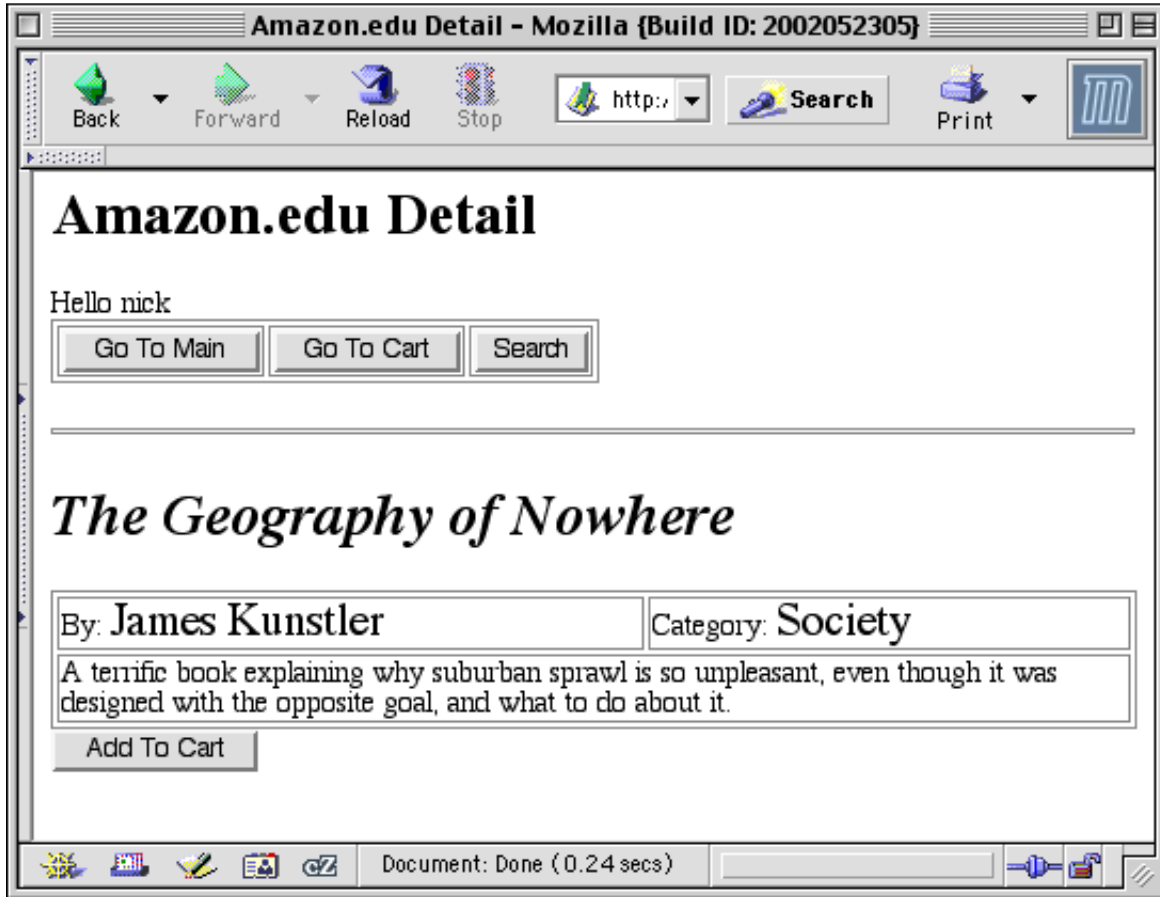 Amazon.edu Detail – Mozilla {Build ID: 2002052305}
Back Forward Reload Stop http:/ Search Print
Amazon.edu Detail
Hello nick
Go To Main Go To Cart Search
The Geography of Nowhere
By: James Kunstler Category: Society
A terrific book explaining why suburban sprawl is so unpleasant, even though it was
designed with the opposite goal, and what to do about it.
Add To Cart
Document: Done (0.24 secs)